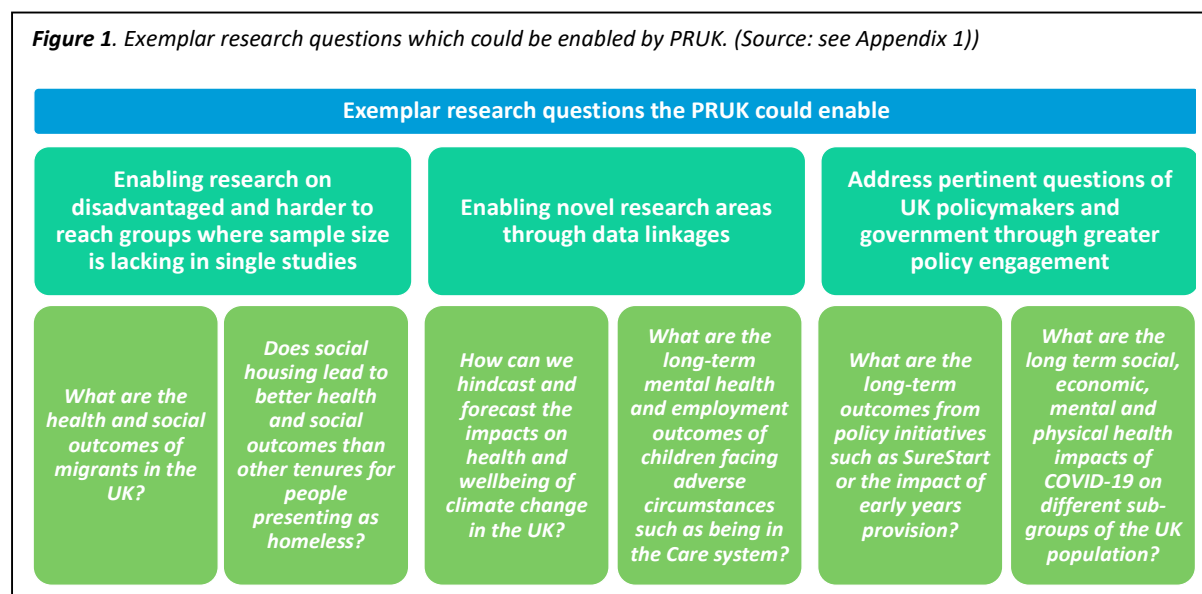 Figure 1. Exemplar research questions which could be enabled by PRUK. (Source: see Appendix 1))
Exemplar research questions the PRUK could enable
Enabling research on
disadvantaged and harder to
reach groups where sample size
is lacking in single studies
Enabling novel research areas
through data linkages
Address pertinent questions of
UK policymakers and
government through greater
policy engagement
What are the
health and social
outcomes of
migrants in the
UK?
Does social
housing lead to
better health
and social
outcomes than
other tenures for
people
presenting as
homeless?
How can we
hindcast and
forecast the
impacts on
health and
wellbeing of
climate change
in the UK?
What are the
long-term
mental health
and employment
outcomes of
children facing
adverse
circumstances
such as being in
the Care system?
What are the
long-term
outcomes from
policy initiatives
such as SureStart
or the impact of
early years
provision?
What are the
long term social,
economic,
mental and
physical health
impacts of
COVID-19 on
different sub-
groups of the UK
population?